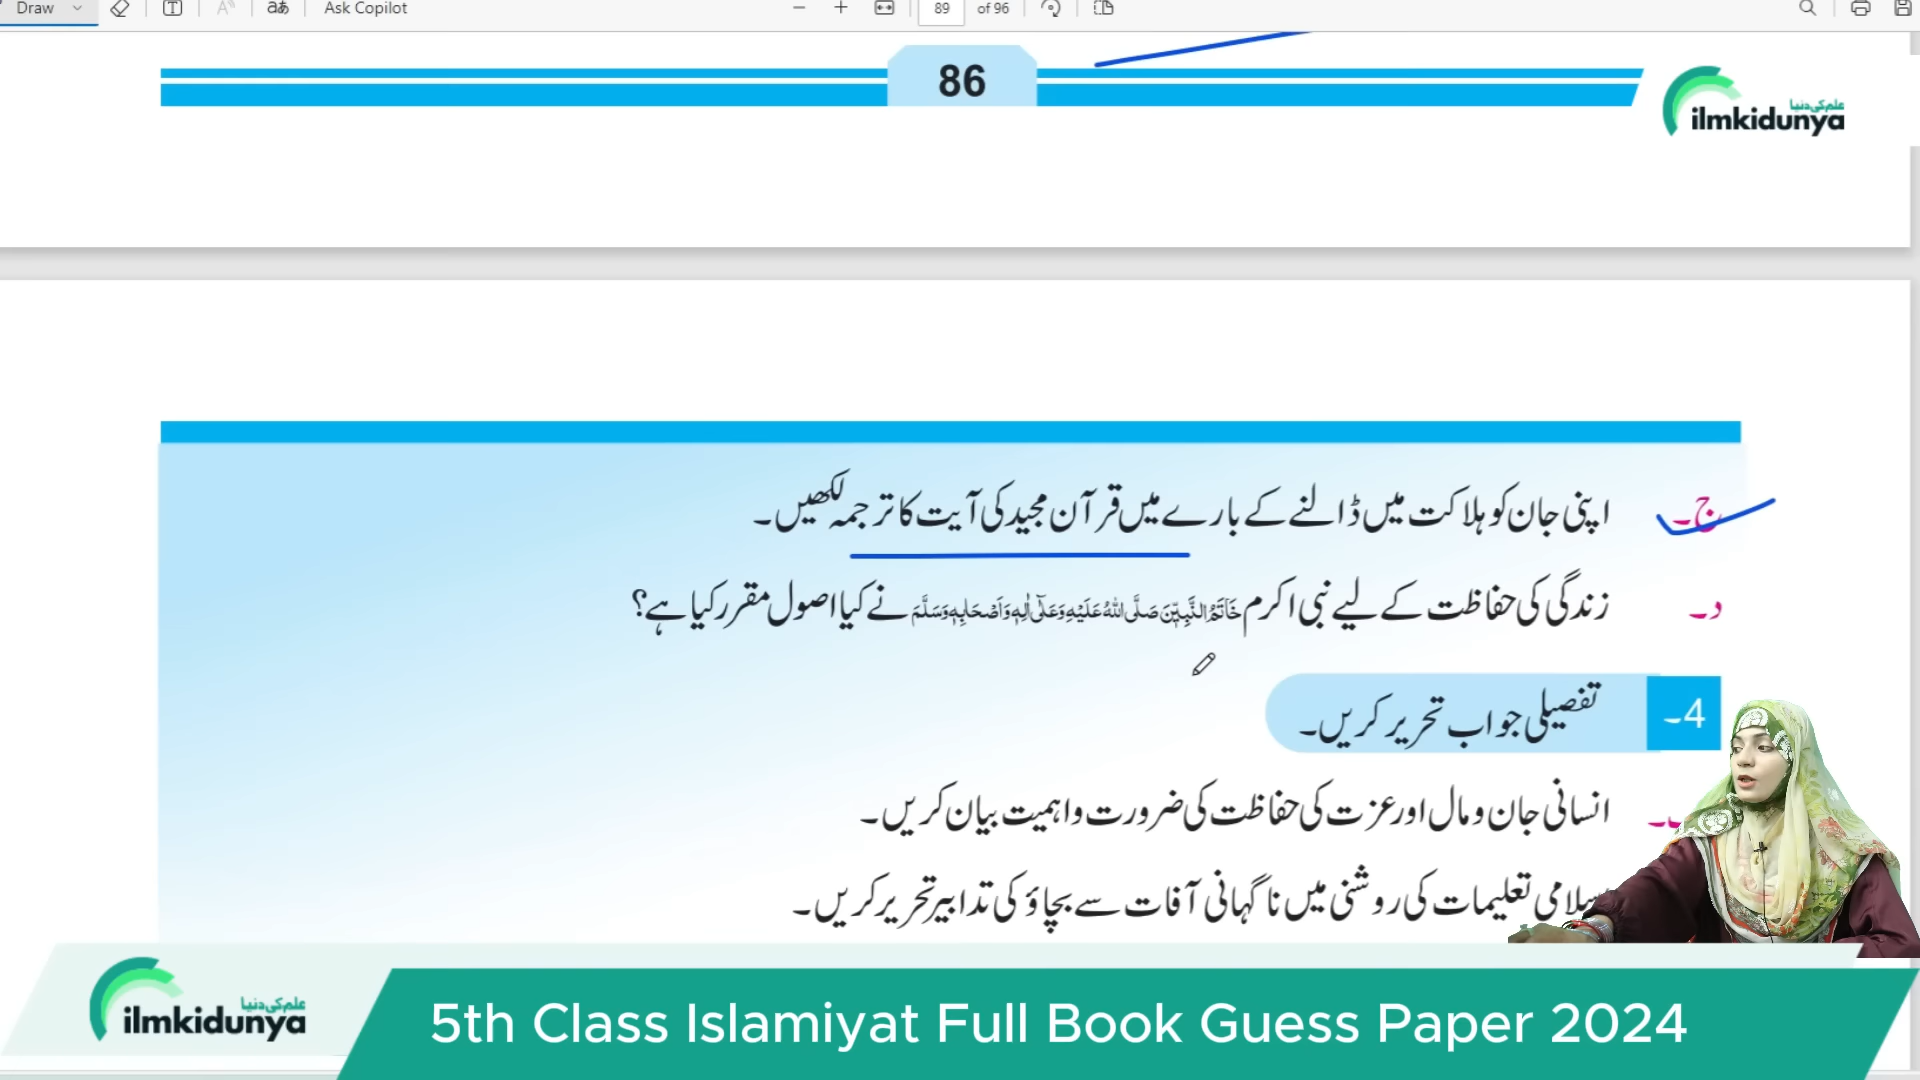 Draw
aあ
Ask Copilot
89 of 96
86
علم کی دنیا
ilmkidunya
ج۔ اپنی جان کو ہلاکت میں ڈالنے کے بارے میں قرآن مجید کی آیت کا ترجمہ لکھیں۔
د۔ زندگی کی حفاظت کے لیے نبی اکرم خَاتَمُ النَّبِیّٖنَ صَلَّی اللّٰہُ عَلَیْہِ وَعَلٰٓی اٰلِہٖ وَاَصْحَابِہٖ وَسَلَّمَ نے کیا اصول مقرر کیا ہے؟
4۔ تفصیلی جواب تحریر کریں۔
انسانی جان و مال اور عزت کی حفاظت کی ضرورت و اہمیت بیان کریں۔
تعلیمات کی روشنی میں ناگہانی آفات سے بچاؤ کی تدابیر تحریر کریں۔
علم کی دنیا
ilmkidunya
5th Class Islamiyat Full Book Guess Paper 2024